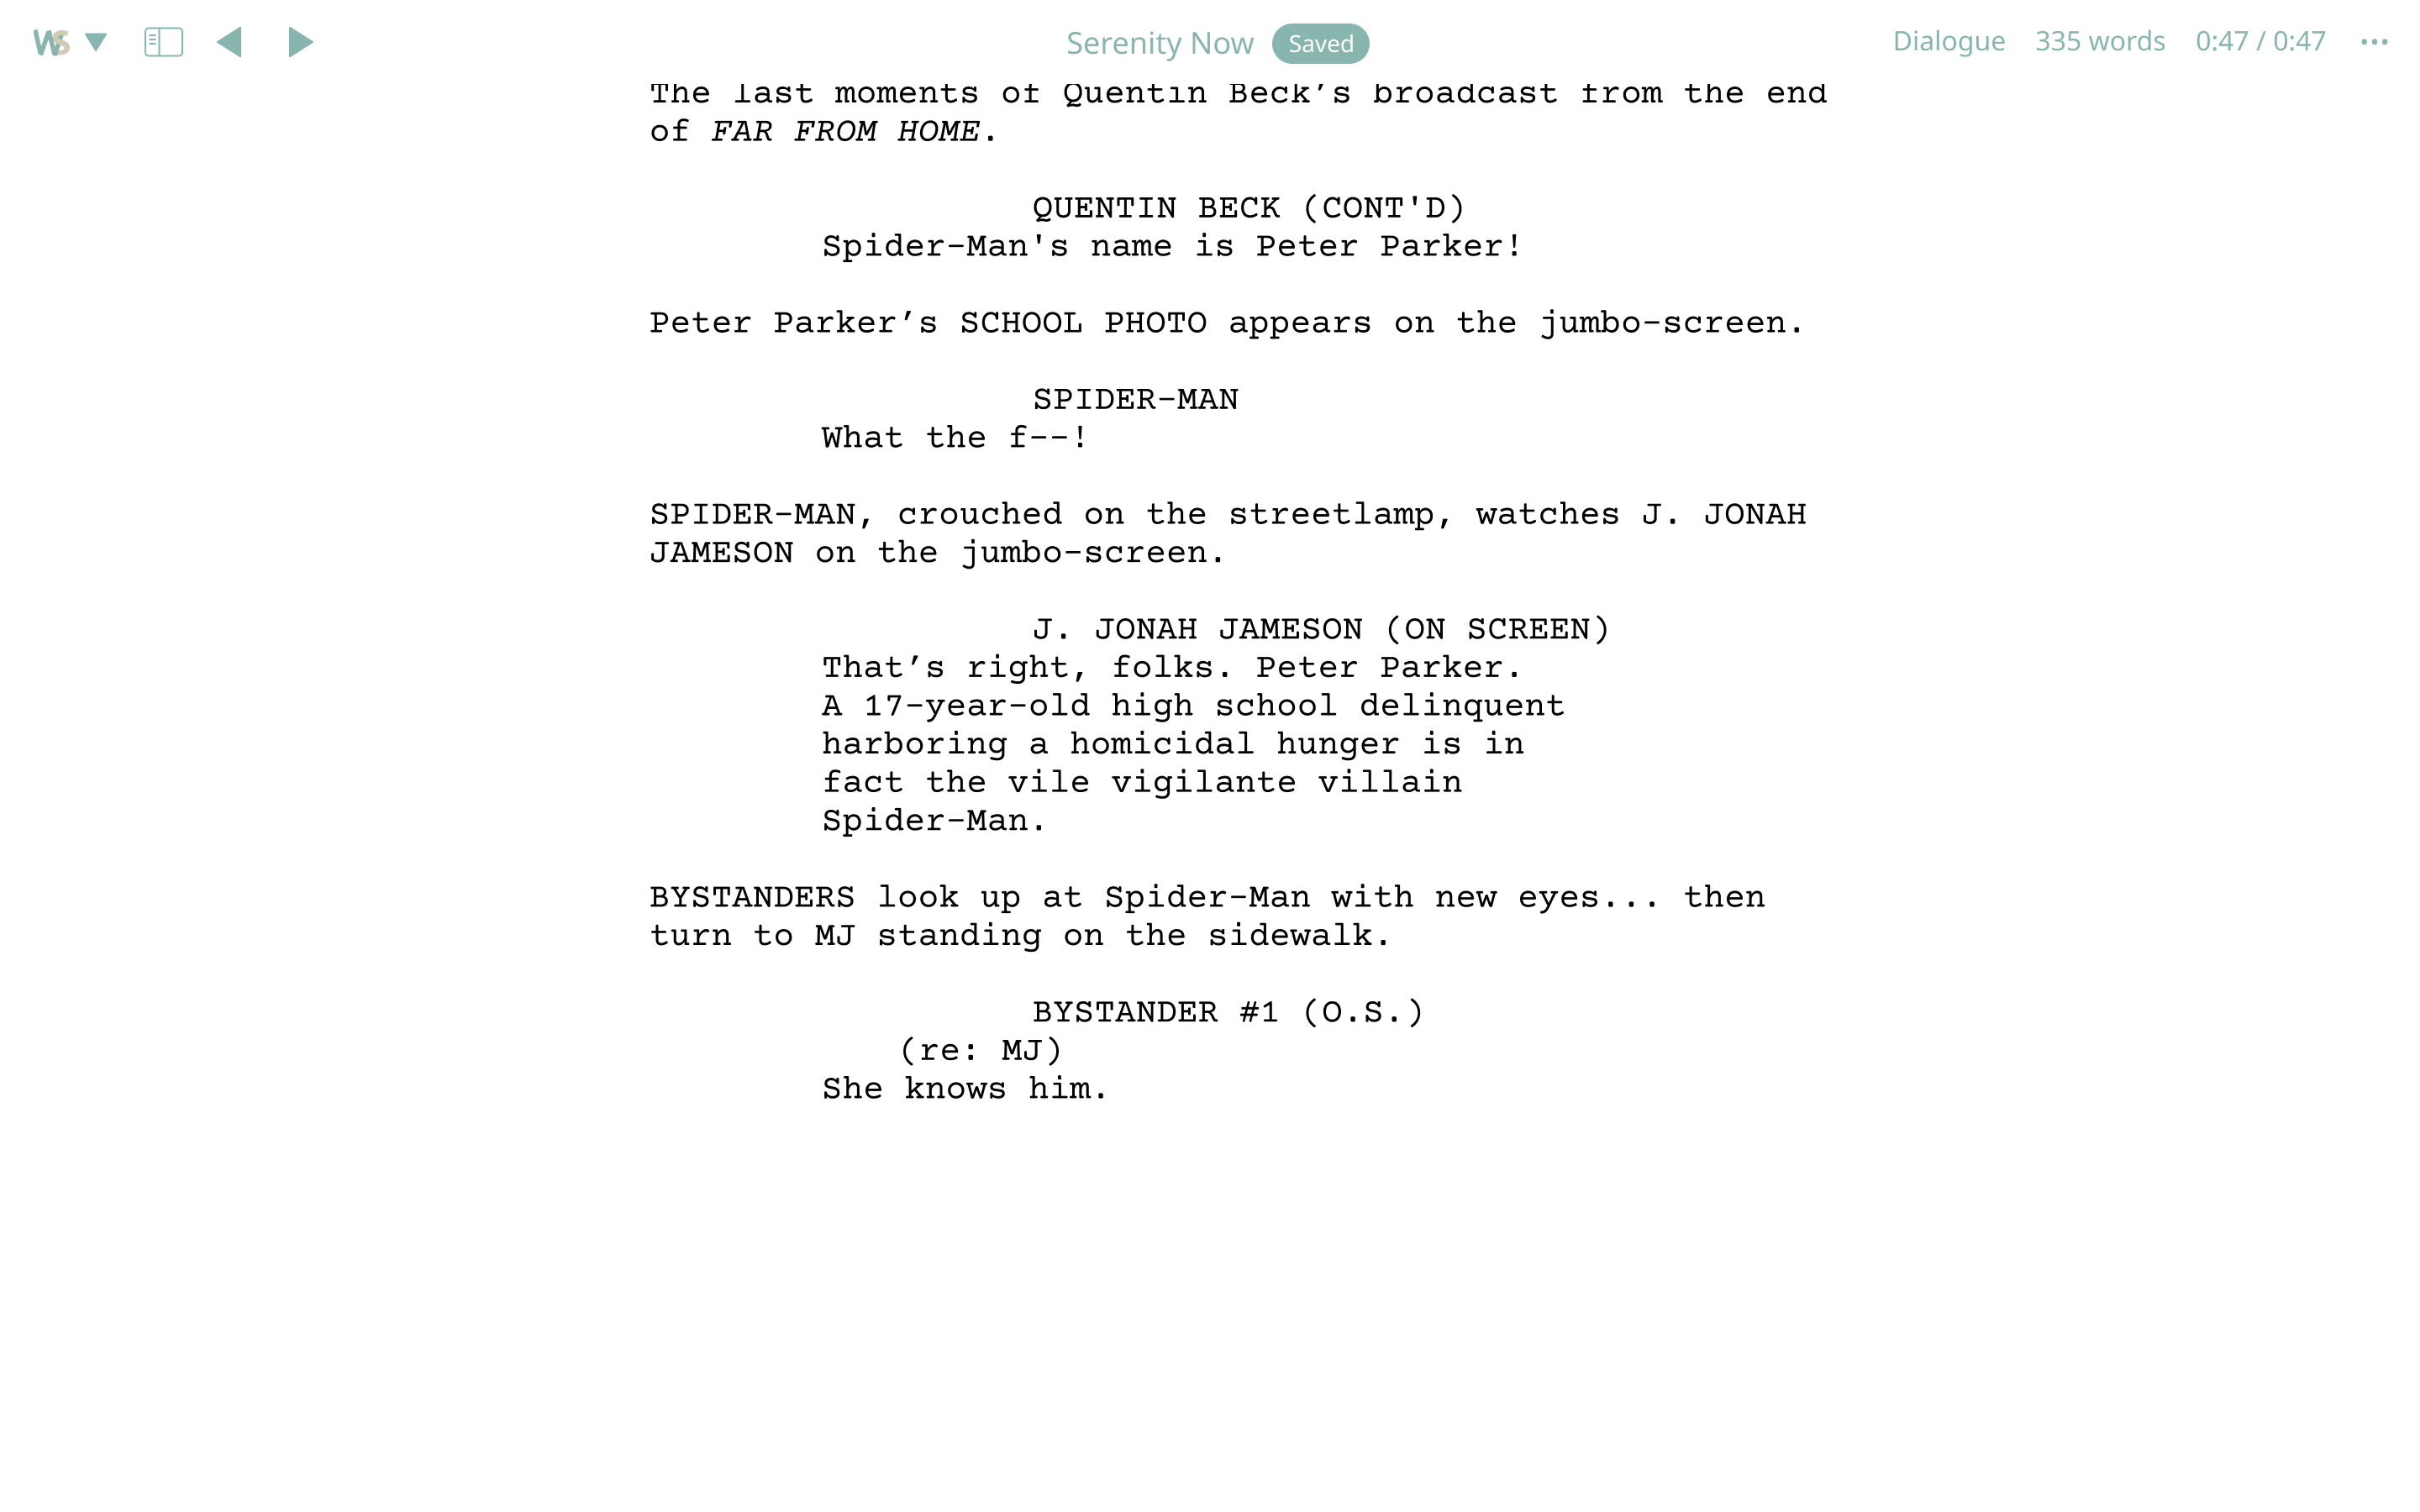 WS
Serenity Now Saved Dialogue 335 words 0:47 / 0:47
The last moments of Quentin Beck’s broadcast from the end
of FAR FROM HOME.
QUENTIN BECK (CONT'D)
Spider-Man's name is Peter Parker!
Peter Parker’s SCHOOL PHOTO appears on the jumbo-screen.
SPIDER-MAN
What the f--!
SPIDER-MAN, crouched on the streetlamp, watches J. JONAH
JAMESON on the jumbo-screen.
J. JONAH JAMESON (ON SCREEN)
That’s right, folks. Peter Parker.
A 17-year-old high school delinquent
harboring a homicidal hunger is in
fact the vile vigilante villain
Spider-Man.
BYSTANDERS look up at Spider-Man with new eyes... then
turn to MJ standing on the sidewalk.
BYSTANDER #1 (O.S.)
(re: MJ)
She knows him.